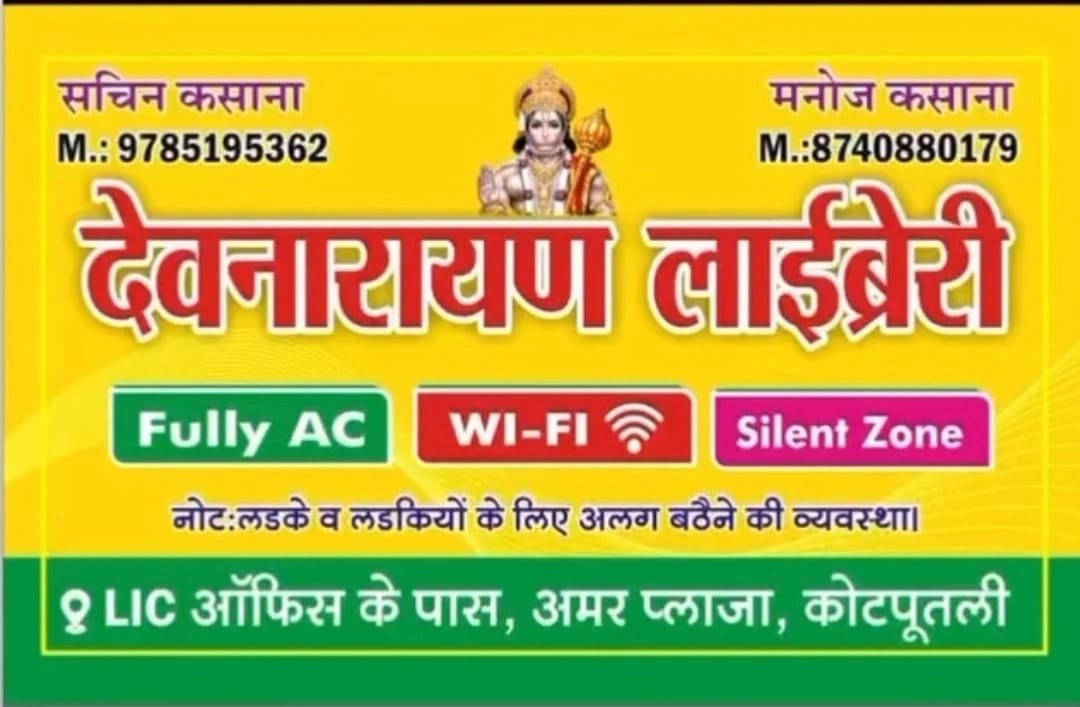 सचिन कसाना
M.: 9785195362
मनोज कसाना
M.:8740880179
देवनारायण लाईब्रेरी
Fully AC
WI-FI
Silent Zone
नोट:लडके व लडकियों के लिए अलग बठैने की व्यवस्था।
LIC ऑफिस के पास, अमर प्लाजा, कोटपूतली